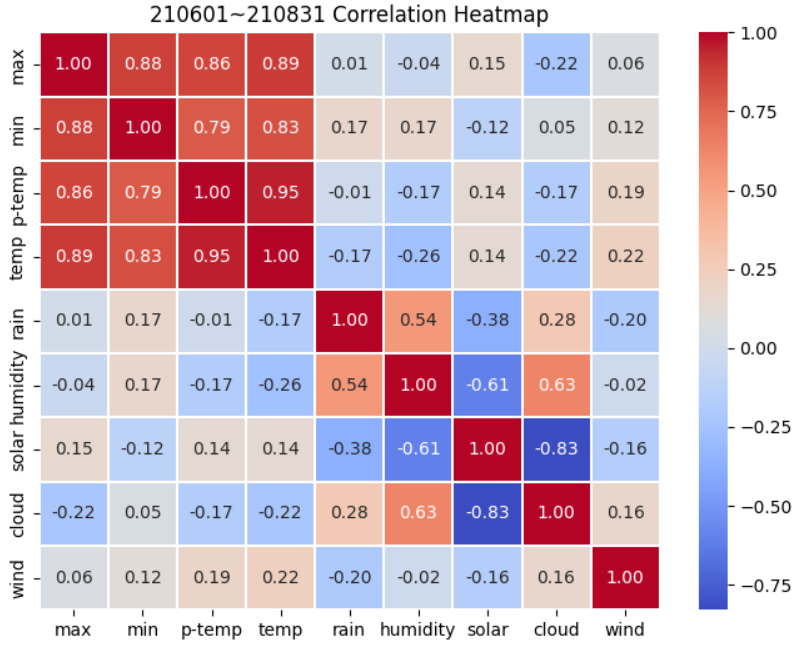 210601~210831 Correlation Heatmap
max 1.00 0.88 0.86 0.89 0.01 -0.04 0.15 -0.22 0.06
min 0.88 1.00 0.79 0.83 0.17 0.17 -0.12 0.05 0.12
p-temp 0.86 0.79 1.00 0.95 -0.01 -0.17 0.14 -0.17 0.19
temp 0.89 0.83 0.95 1.00 -0.17 -0.26 0.14 -0.22 0.22
rain 0.01 0.17 -0.01 -0.17 1.00 0.54 -0.38 0.28 -0.20
humidity -0.04 0.17 -0.17 -0.26 0.54 1.00 -0.61 0.63 -0.02
solar 0.15 -0.12 0.14 0.14 -0.38 -0.61 1.00 -0.83 -0.16
cloud -0.22 0.05 -0.17 -0.22 0.28 0.63 -0.83 1.00 0.16
wind 0.06 0.12 0.19 0.22 -0.20 -0.02 -0.16 0.16 1.00
max min p-temp temp rain humidity solar cloud wind
1.00
0.75
0.50
0.25
0.00
−0.25
−0.50
−0.75